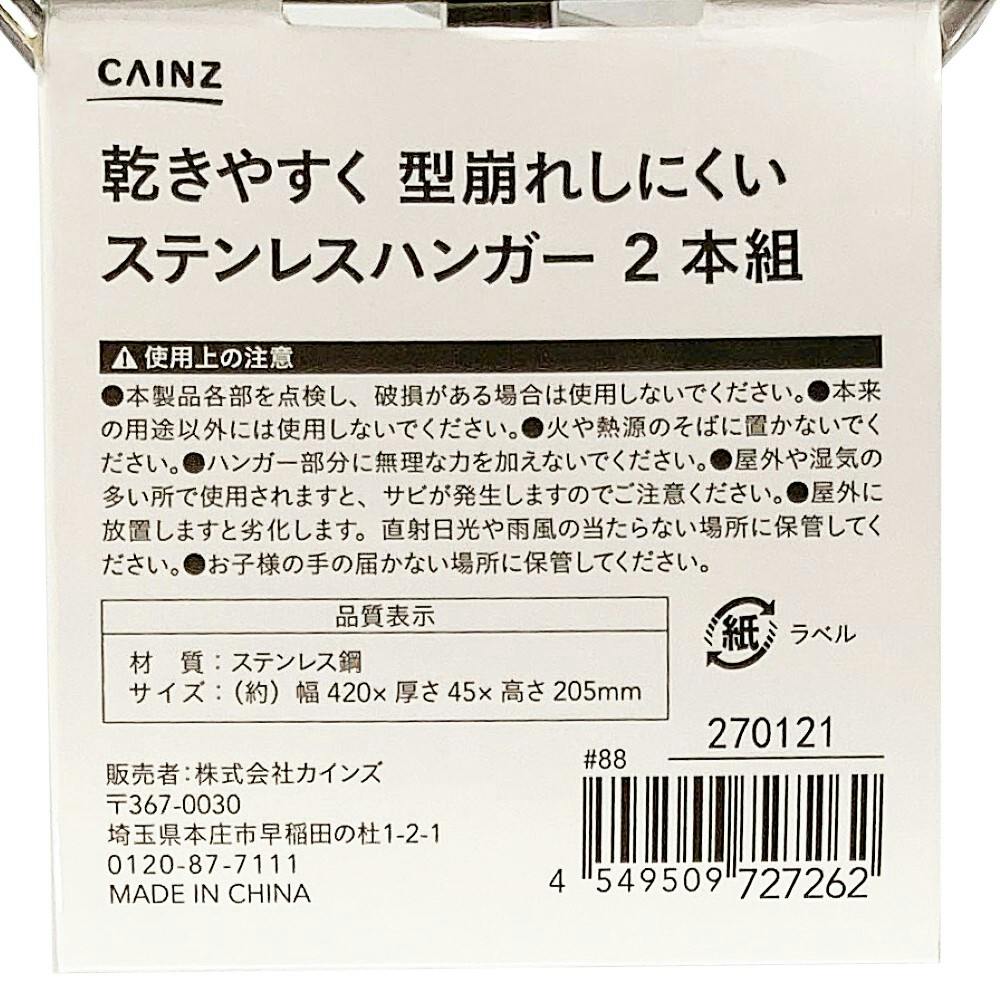 CAINZ
乾きやすく 型崩れしにくい
ステンレスハンガー 2本組
使用上の注意
●本製品各部を点検し、破損がある場合は使用しないでください。●本来
の用途以外には使用しないでください。●火や熱源のそばに置かないでく
ださい。●ハンガー部分に無理な力を加えないでください。●屋外や湿気の
多い所で使用されますと、サビが発生しますのでご注意ください。●屋外に
放置しますと劣化します。直射日光や雨風の当たらない場所に保管してく
ださい。●お子様の手の届かない場所に保管してください。
品質表示
材 質：ステンレス鋼
サイズ：（約）幅420×厚さ45×高さ205mm
紙 ラベル
270121
#88
販売者：株式会社カインズ
〒367-0030
埼玉県本庄市早稲田の杜1-2-1
0120-87-7111
MADE IN CHINA
4 549509 727262